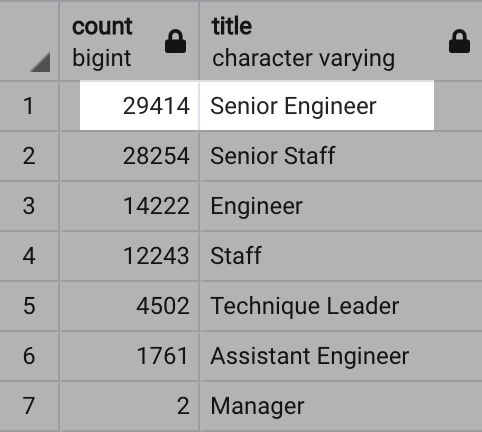 count title
bigint character varying
1 29414 Senior Engineer
2 28254 Senior Staff
3 14222 Engineer
4 12243 Staff
5 4502 Technique Leader
6 1761 Assistant Engineer
7 2 Manager